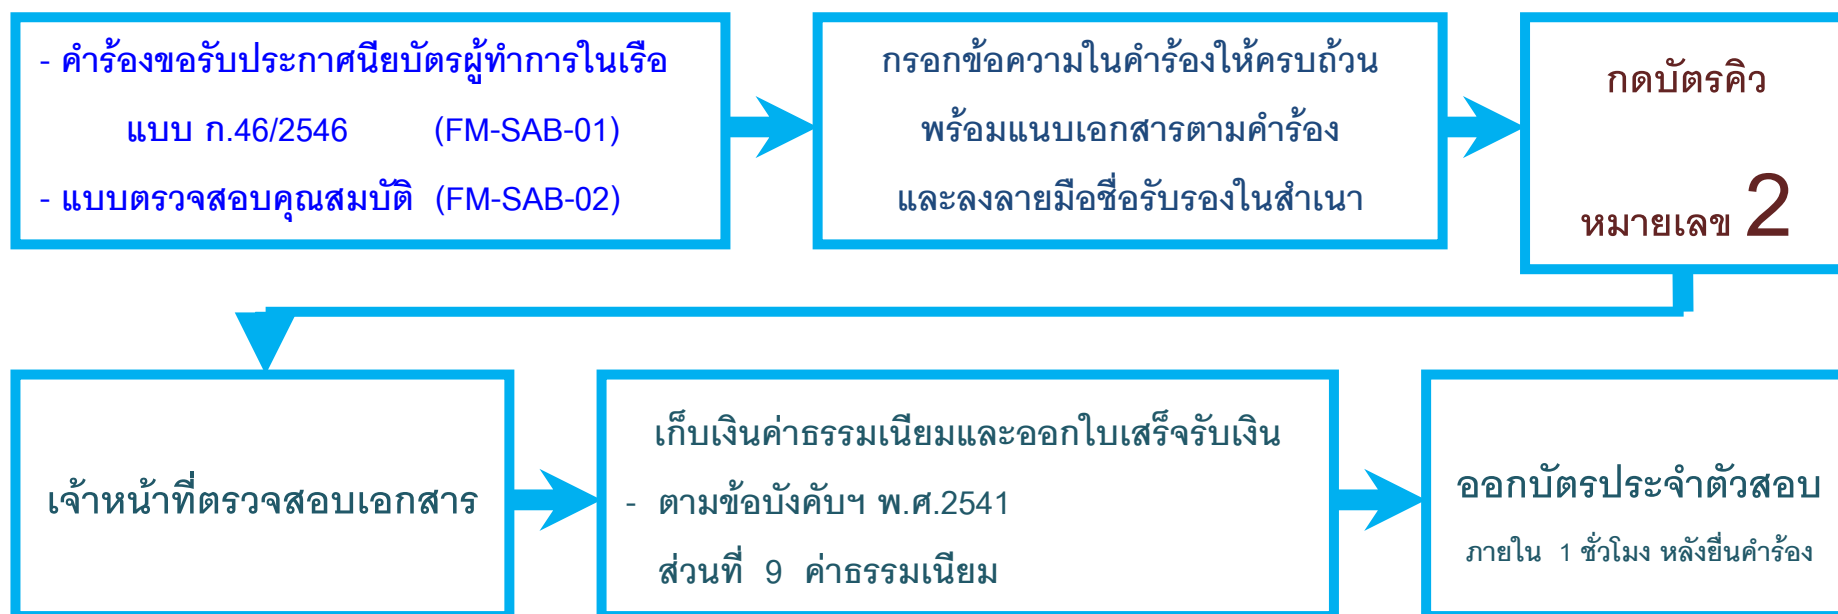 - คำร้องขอรับประกาศนียบัตรผู้ทำการในเรือ
แบบ ก.46/2546 (FM-SAB-01)
- แบบตรวจสอบคุณสมบัติ (FM-SAB-02)
กรอกข้อความในคำร้องให้ครบถ้วน
พร้อมแนบเอกสารตามคำร้อง
และลงลายมือชื่อรับรองในสำเนา
กดบัตรคิว
หมายเลข 2
เจ้าหน้าที่ตรวจสอบเอกสาร
เก็บเงินค่าธรรมเนียมและออกใบเสร็จรับเงิน
- ตามข้อบังคับฯ พ.ศ.2541
ส่วนที่ 9 ค่าธรรมเนียม
ออกบัตรประจำตัวสอบ
ภายใน 1 ชั่วโมง หลังยื่นคำร้อง